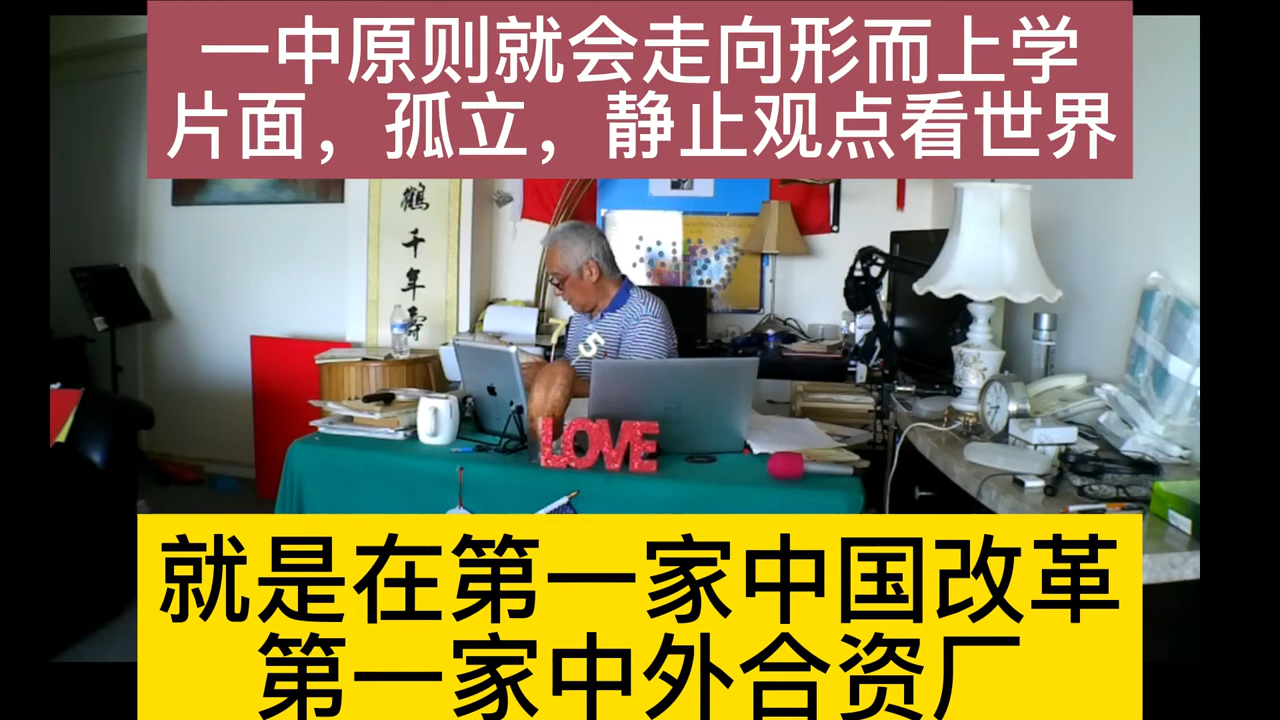 一中原则就会走向形而上学
片面，孤立，静止观点看世界
鹤
千
年
寿
5
LOVE
就是在第一家中国改革
第一家中外合资厂